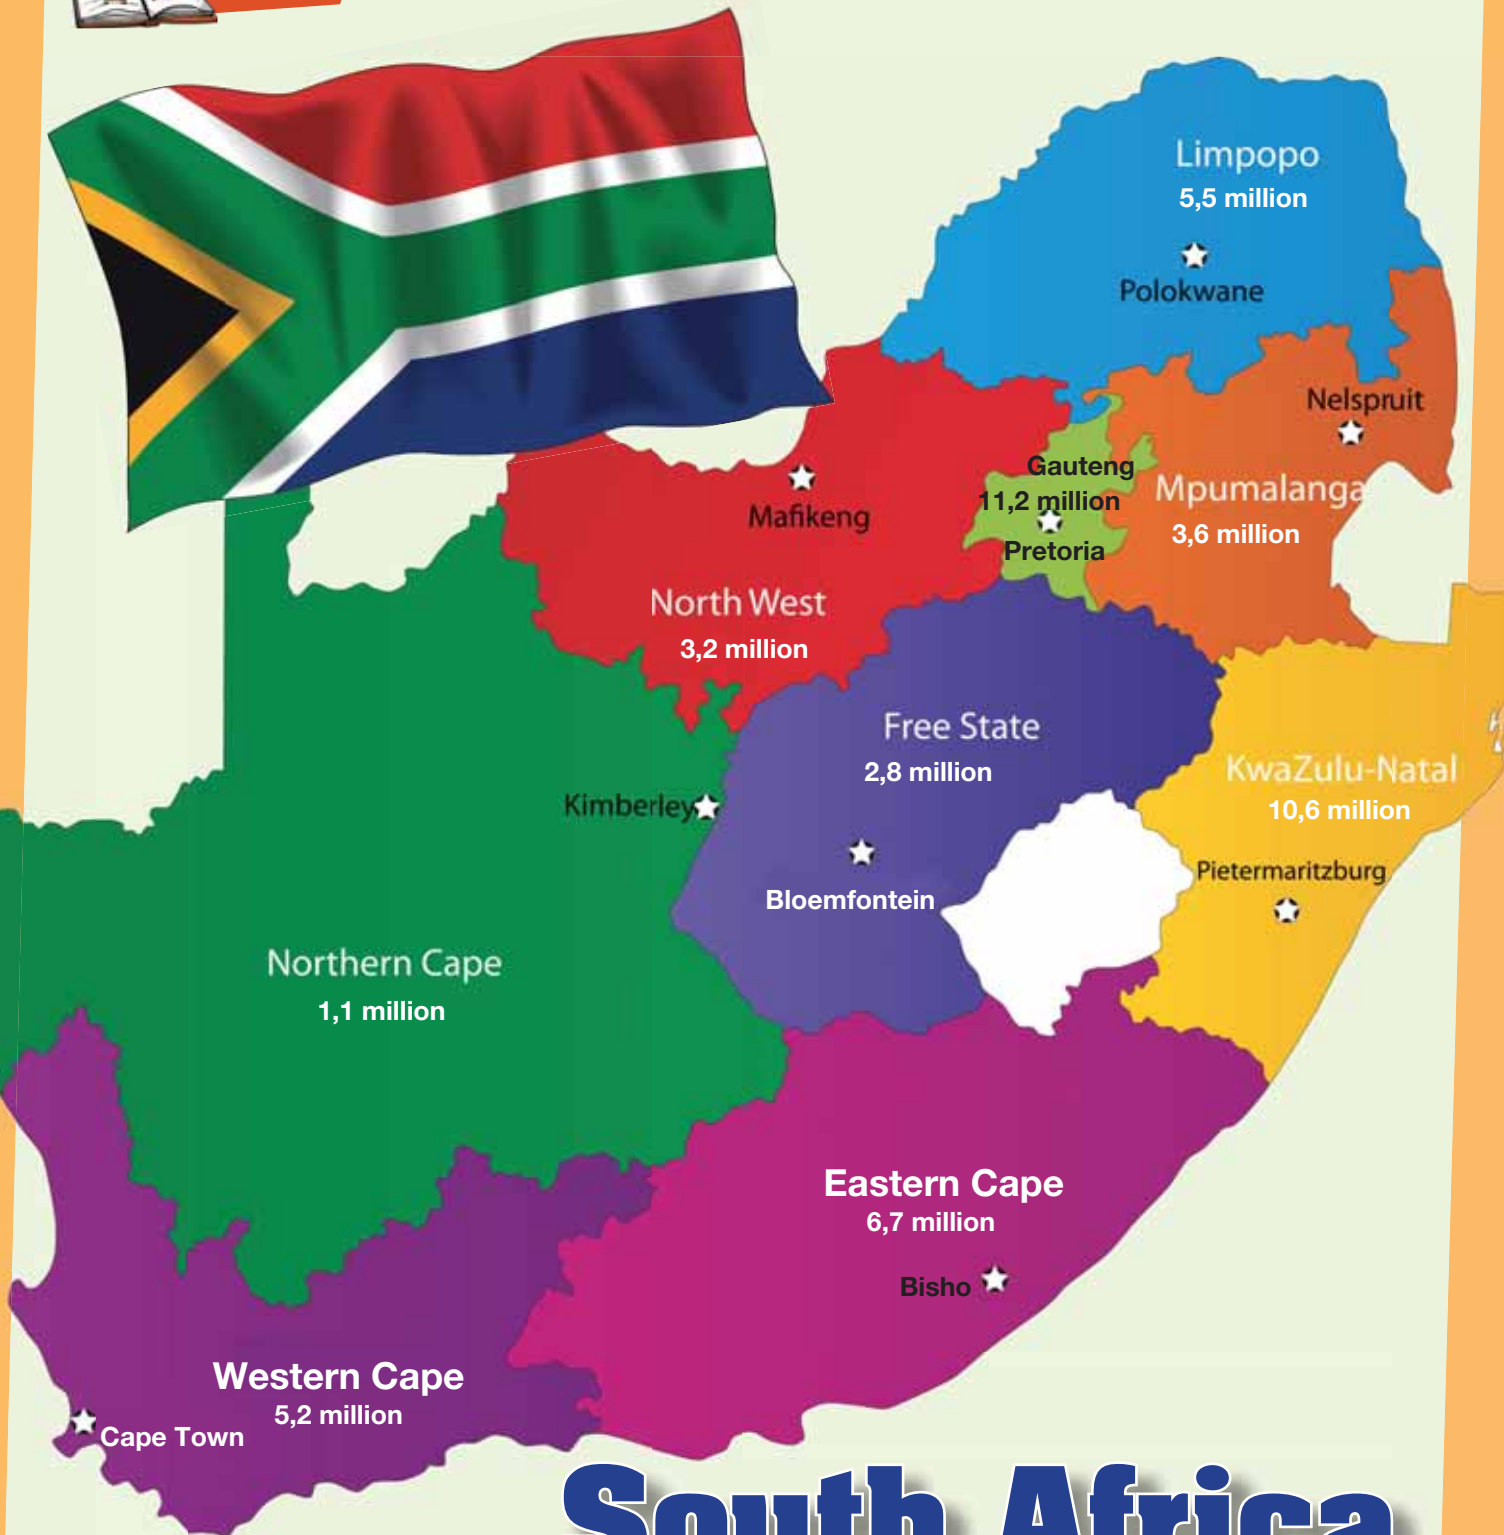 Limpopo
5,5 million
Polokwane
Nelspruit
Gauteng
11,2 million
Pretoria
Mpumalanga
3,6 million
Mafikeng
North West
3,2 million
Free State
2,8 million
KwaZulu-Natal
10,6 million
Kimberley
Bloemfontein
Pietermaritzburg
Northern Cape
1,1 million
Eastern Cape
6,7 million
Bisho
Western Cape
5,2 million
Cape Town
South Africa